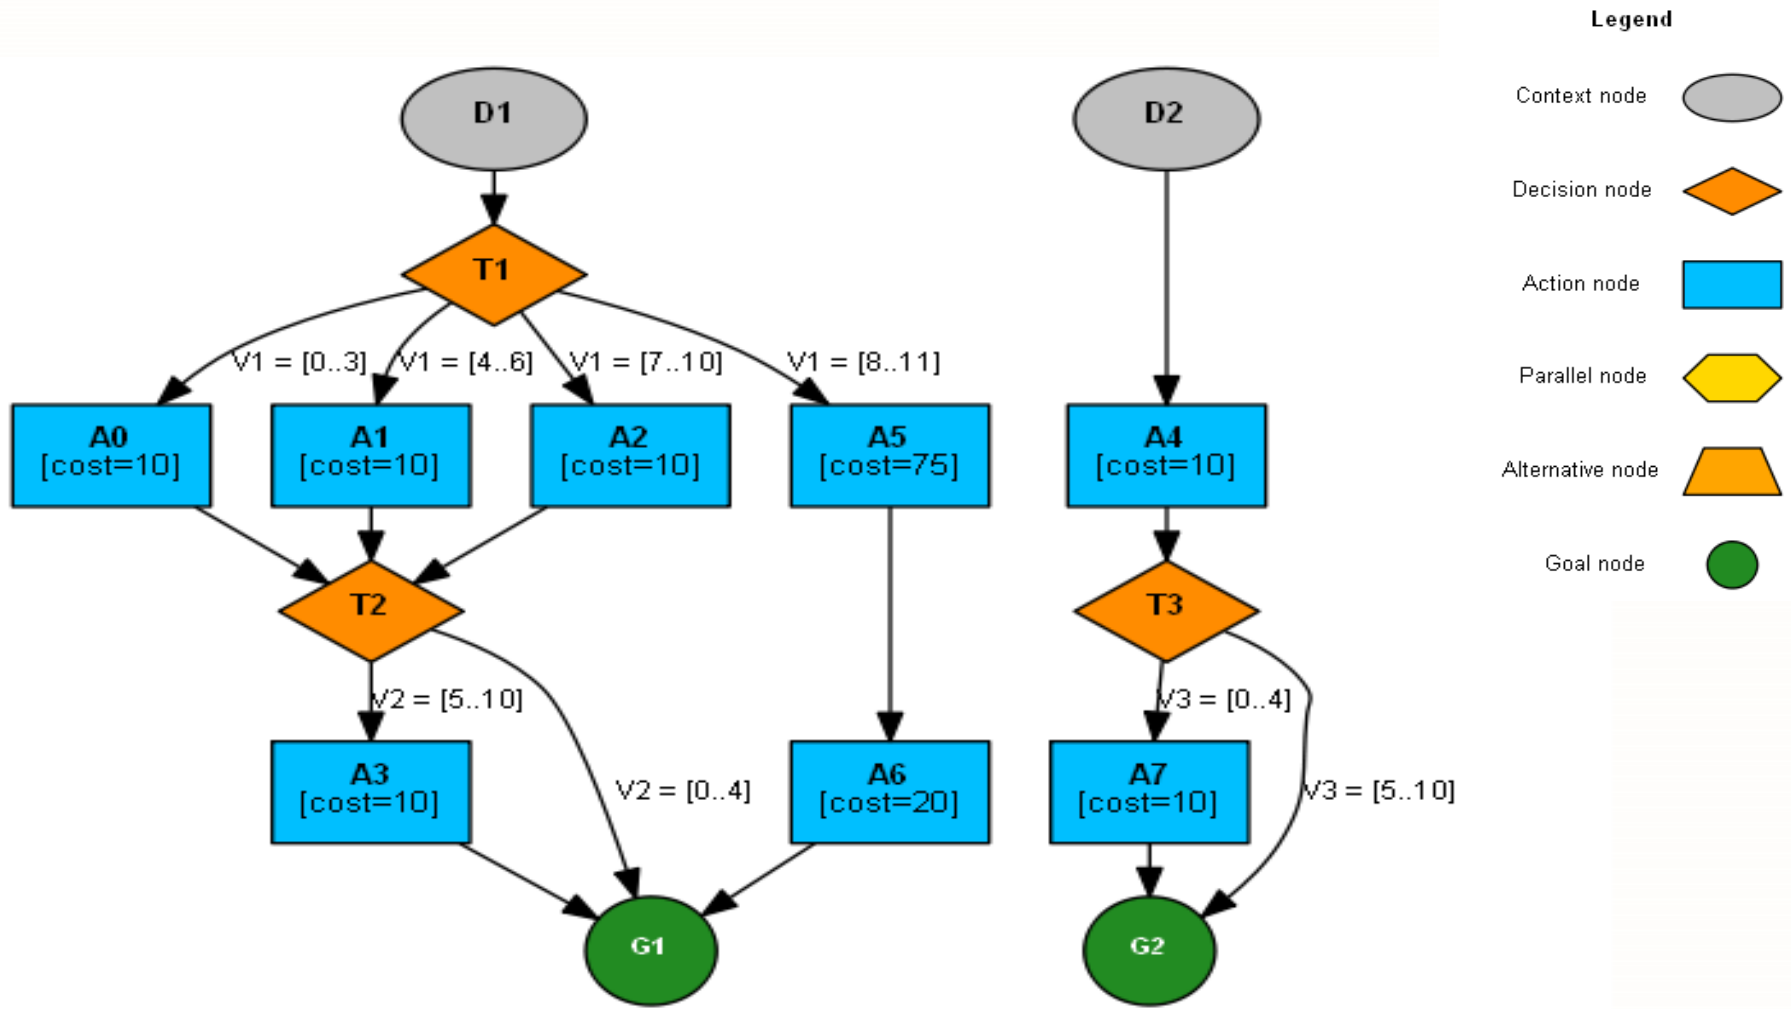 Legend
Context node
Decision node
Action node
Parallel node
Alternative node
Goal node
D1
D2
T1
V1 = [0..3]
V1 = [4..6]
V1 = [7..10]
V1 = [8..11]
A0
[cost=10]
A1
[cost=10]
A2
[cost=10]
A5
[cost=75]
A4
[cost=10]
T2
T3
V2 = [5..10]
V3 = [0..4]
A3
[cost=10]
V2 = [0..4]
A6
[cost=20]
A7
[cost=10]
V3 = [5..10]
G1
G2